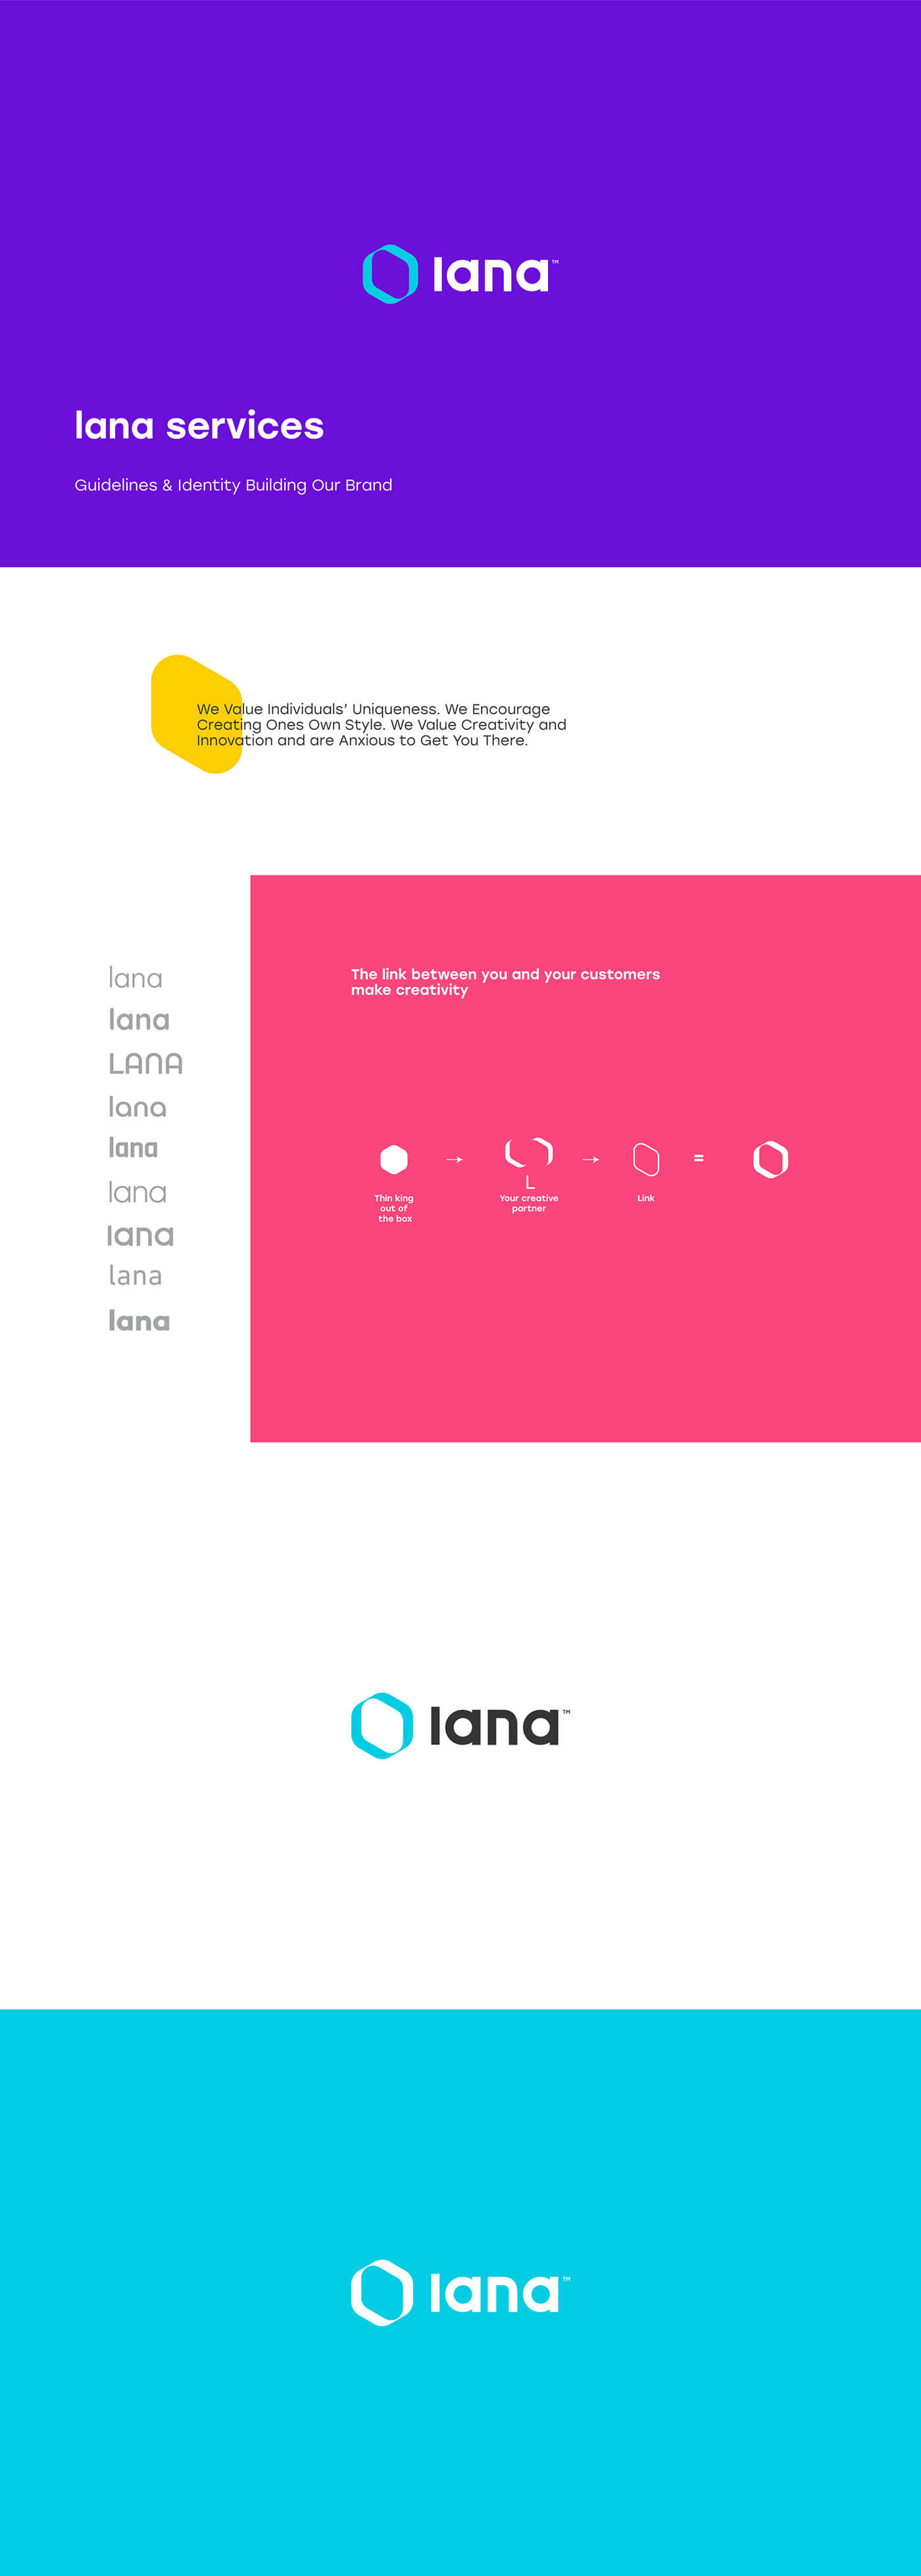 lana™
lana services
Guidelines & Identity Building Our Brand
We Value Individuals’ Uniqueness. We Encourage
Creating Ones Own Style. We Value Creativity and
Innovation and are Anxious to Get You There.
lana
lana
LANA
lana
lana
lana
lana
lana
lana
The link between you and your customers
make creativity
→ → =
L
Thin king
out of
the box
Your creative
partner
Link
lana™
lana™